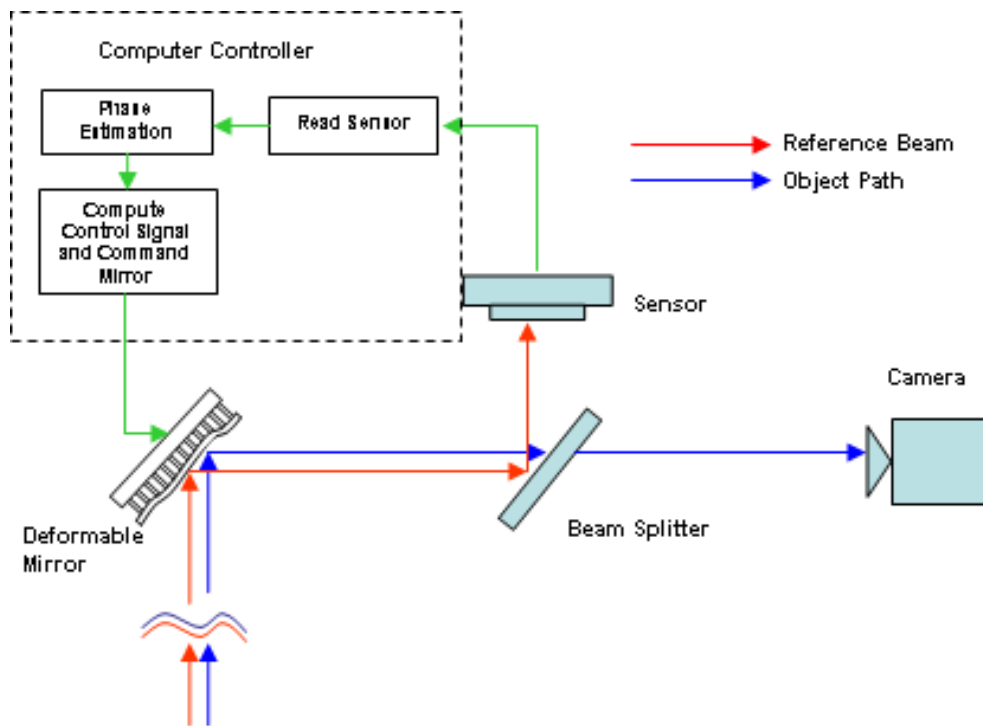 Computer Controller
Phase
Estimation
Read Sensor
Compute
Control Signal
and Command
Mirror
Reference Beam
Object Path
Sensor
Camera
Deformable
Mirror
Beam Splitter